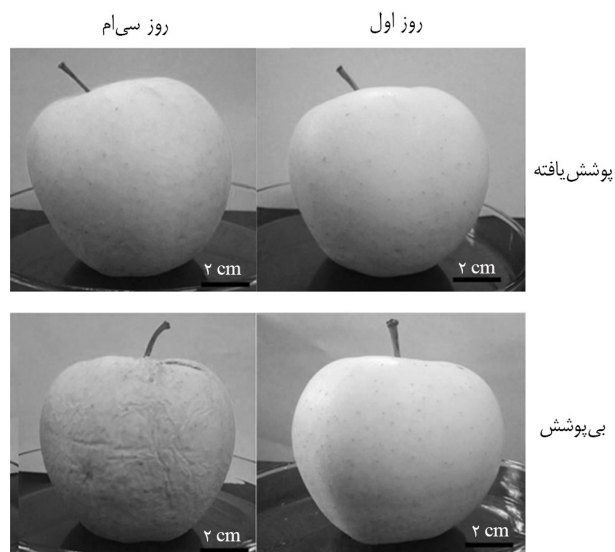 روز اول
روز سی‌ام
پوشش‌یافته
۲ cm
۲ cm
بی‌پوشش
۲ cm
۲ cm